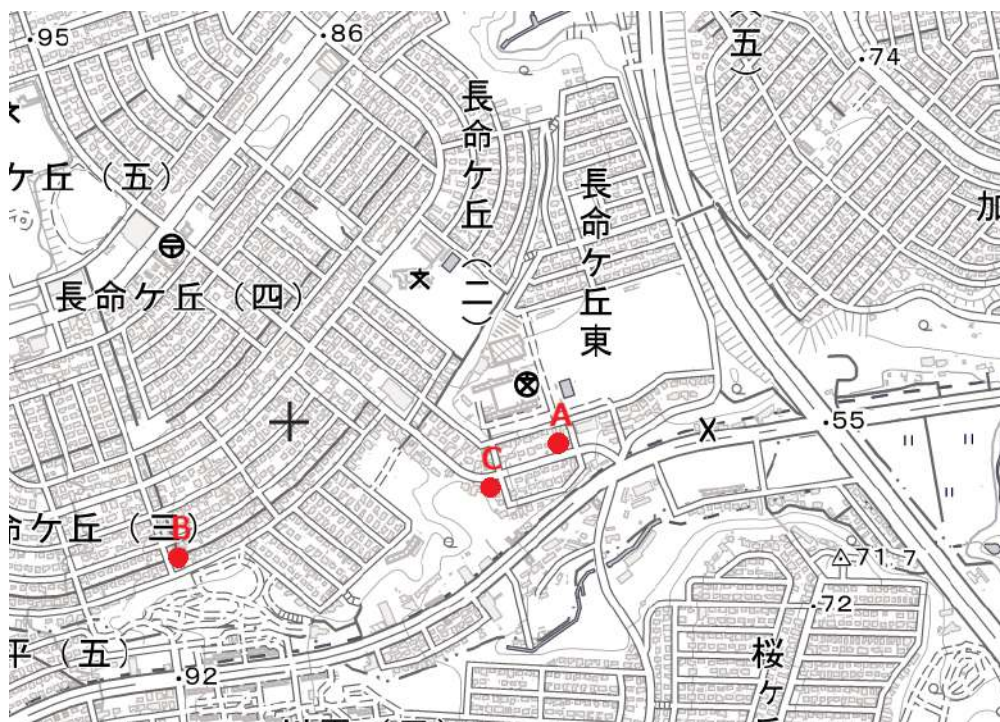 95
86
五）
74
長命ケ丘（二）
長命ケ丘東
加
ケ丘（五）
長命ケ丘（四）
A
55
C
命ケ丘（三）
B
71.7
72
平（五）
92
桜ヶ